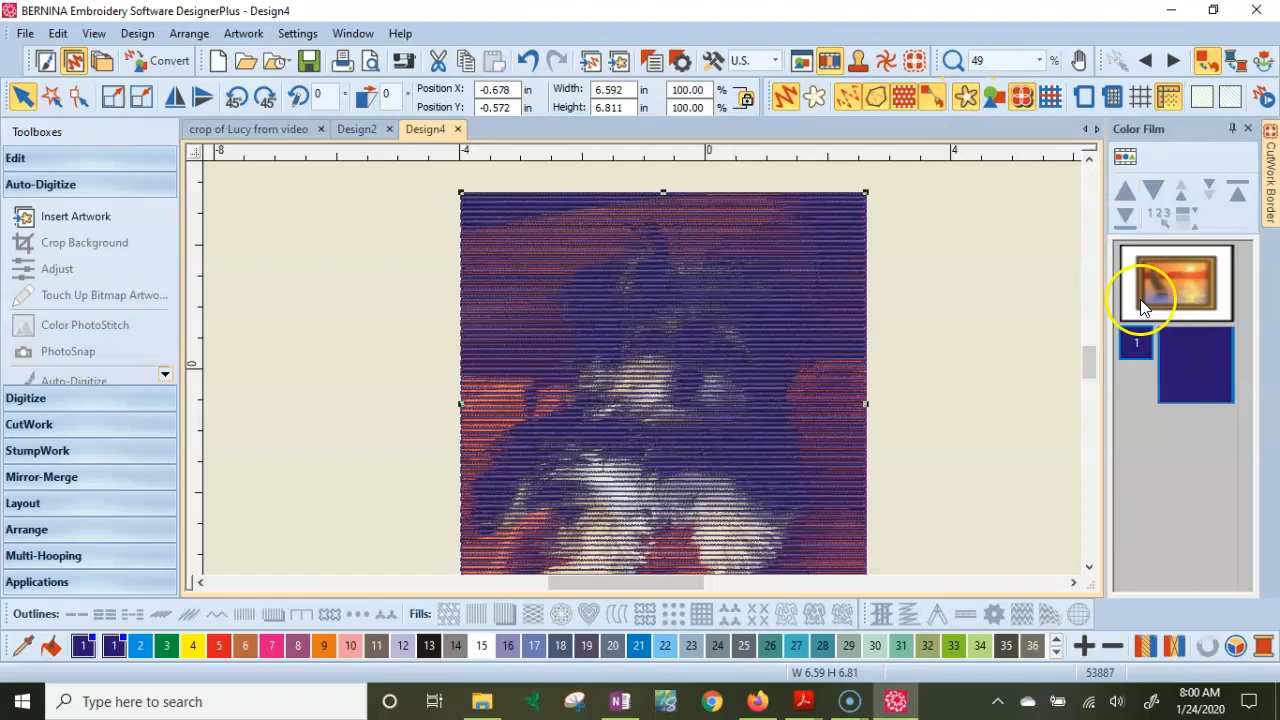 BERNINA Embroidery Software DesignerPlus - Design4
File Edit View Design Arrange Artwork Settings Window Help
Convert U.S. 49 %
45 45 0 0 Position X: -0.678 in Width: 6.592 in 100.00 %
Position Y: -0.572 in Height: 6.811 in 100.00 %
Toolboxes
crop of Lucy from video Design2 Design4
Color Film
CutWork Border
-8 -4 0 4
Edit
Auto-Digitize
Insert Artwork
Crop Background
Adjust
Touch Up Bitmap Artwo...
Color PhotoStitch
PhotoSnap
Digitize
CutWork
StumpWork
Mirror-Merge
Layout
Arrange
Multi-Hooping
Applications
0
1 2 3
1
Outlines: Fills:
1 1 2 3 4 5 6 7 8 9 10 11 12 13 14 15 16 17 18 19 20 21 22 23 24 25 26 27 28 29 30 31 32 33 34 35 36
W 6.59 H 6.81 53887
Type here to search
8:00 AM
1/24/2020